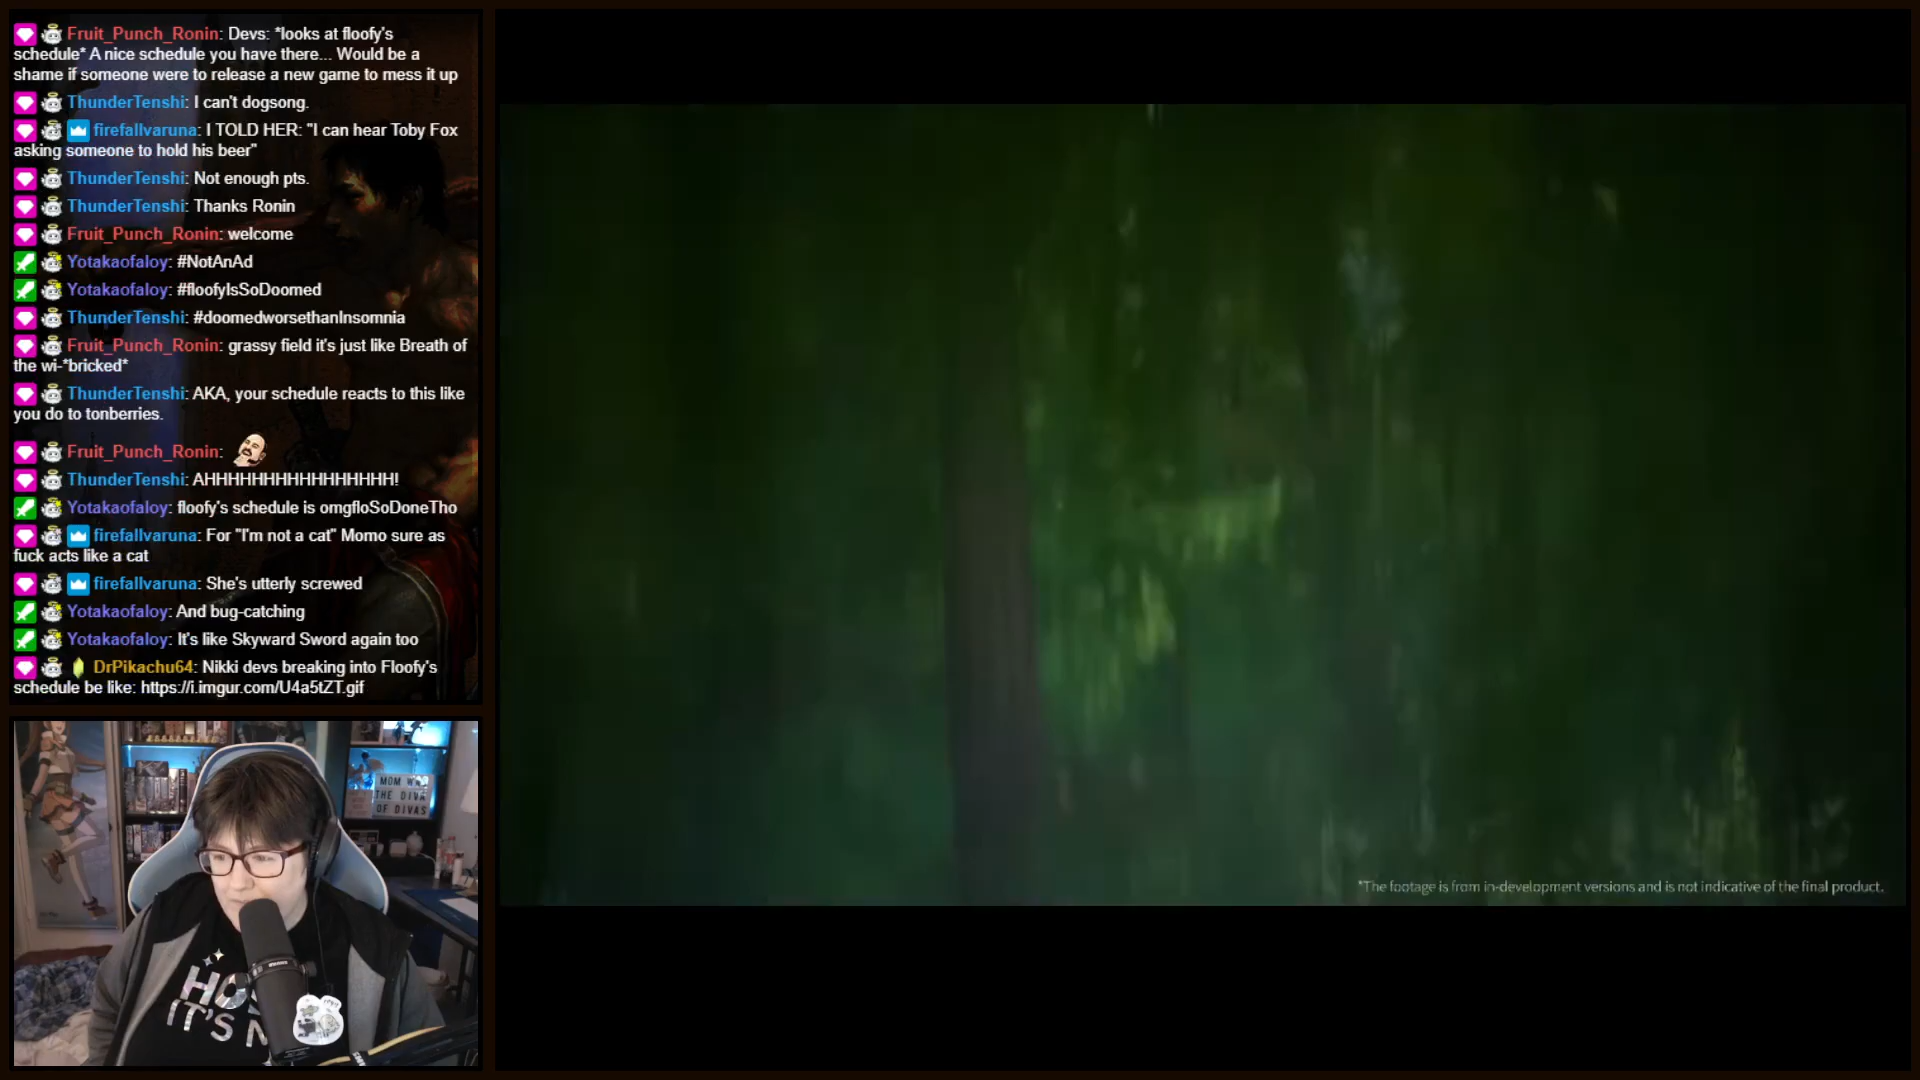 Fruit_Punch_Ronin: Devs: *looks at floofy's
schedule* A nice schedule you have there... Would be a
shame if someone were to release a new game to mess it up
ThunderTenshi: I can't dogsong.
firefallvaruna: I TOLD HER: "I can hear Toby Fox
asking someone to hold his beer"
ThunderTenshi: Not enough pts.
ThunderTenshi: Thanks Ronin
Fruit_Punch_Ronin: welcome
Yotakaofaloy: #NotAnAd
Yotakaofaloy: #floofyIsSoDoomed
ThunderTenshi: #doomedworsethanInsomnia
Fruit_Punch_Ronin: grassy field it's just like Breath of
the wi-*bricked*
ThunderTenshi: AKA, your schedule reacts to this like
you do to tonberries.
Fruit_Punch_Ronin:
ThunderTenshi: AHHHHHHHHHHHHHHHH!
Yotakaofaloy: floofy's schedule is omgfloSoDoneTho
firefallvaruna: For "I'm not a cat" Momo sure as
fuck acts like a cat
firefallvaruna: She's utterly screwed
Yotakaofaloy: And bug-catching
Yotakaofaloy: It's like Skyward Sword again too
DrPikachu64: Nikki devs breaking into Floofy's
schedule be like: https://i.imgur.com/U4a5tZT.gif
*The footage is from in-development versions and is not indicative of the final product.
MOM
THE DIVA
OF DIVAS
IT'S